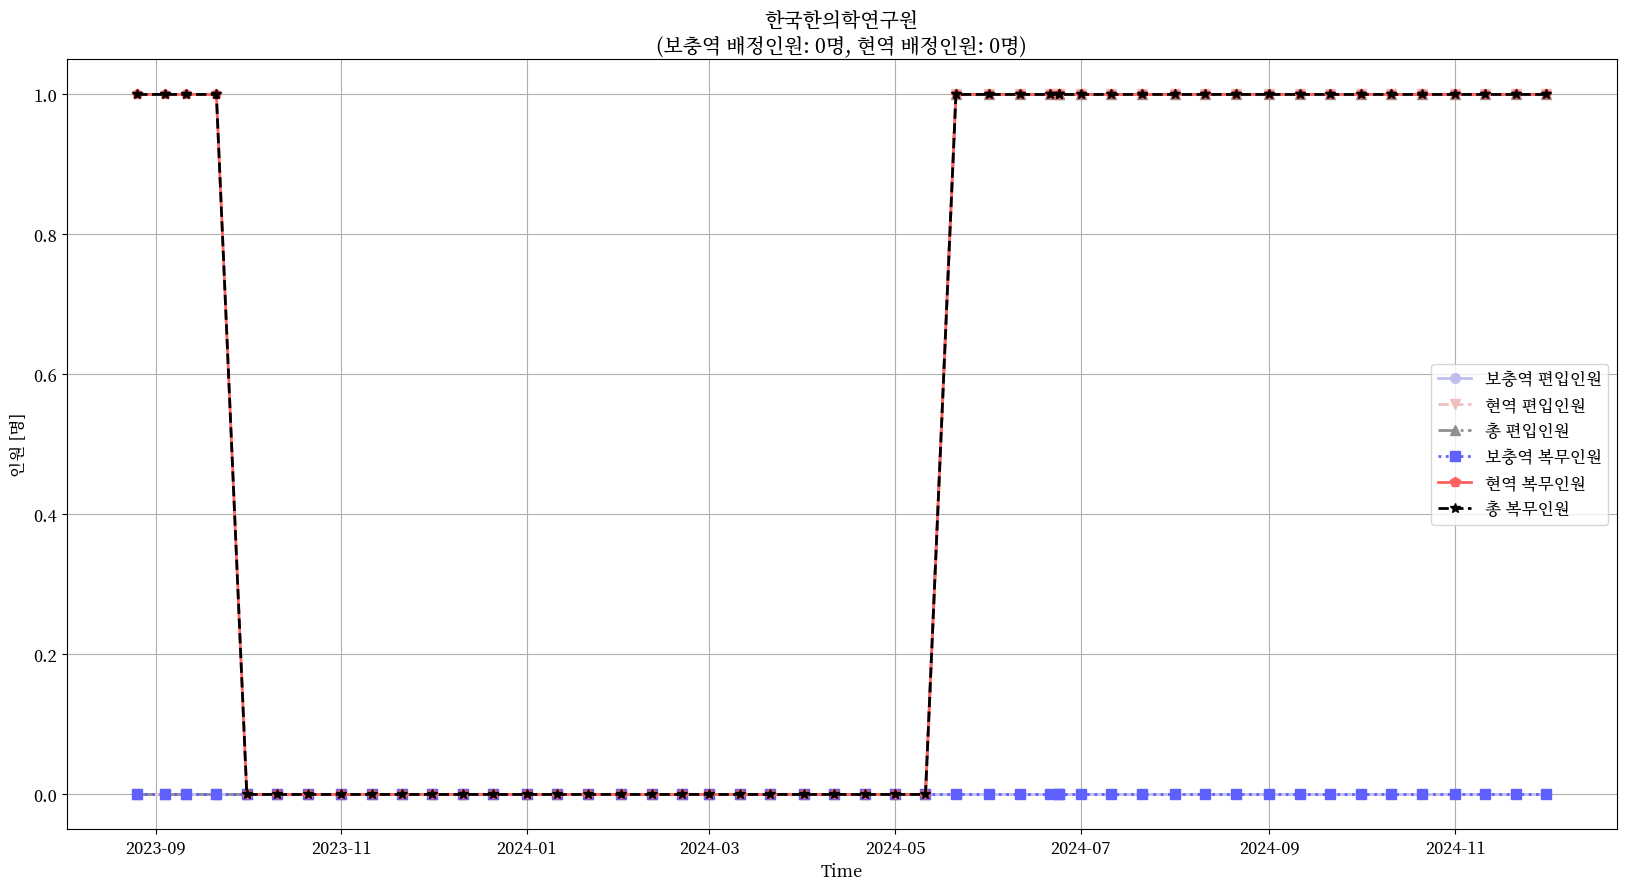 한국한의학연구원
(보충역 배정인원: 0명, 현역 배정인원: 0명)
인원 [명]
1.0
0.8
0.6
0.4
0.2
0.0
보충역 편입인원
현역 편입인원
총 편입인원
보충역 복무인원
현역 복무인원
총 복무인원
2023-09
2023-11
2024-01
2024-03
2024-05
2024-07
2024-09
2024-11
Time